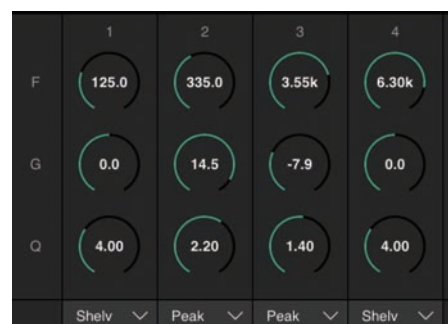 1 2 3 4
F 125.0 335.0 3.55k 6.30k
G 0.0 14.5 -7.9 0.0
Q 4.00 2.20 1.40 4.00
Shelv Peak Peak Shelv